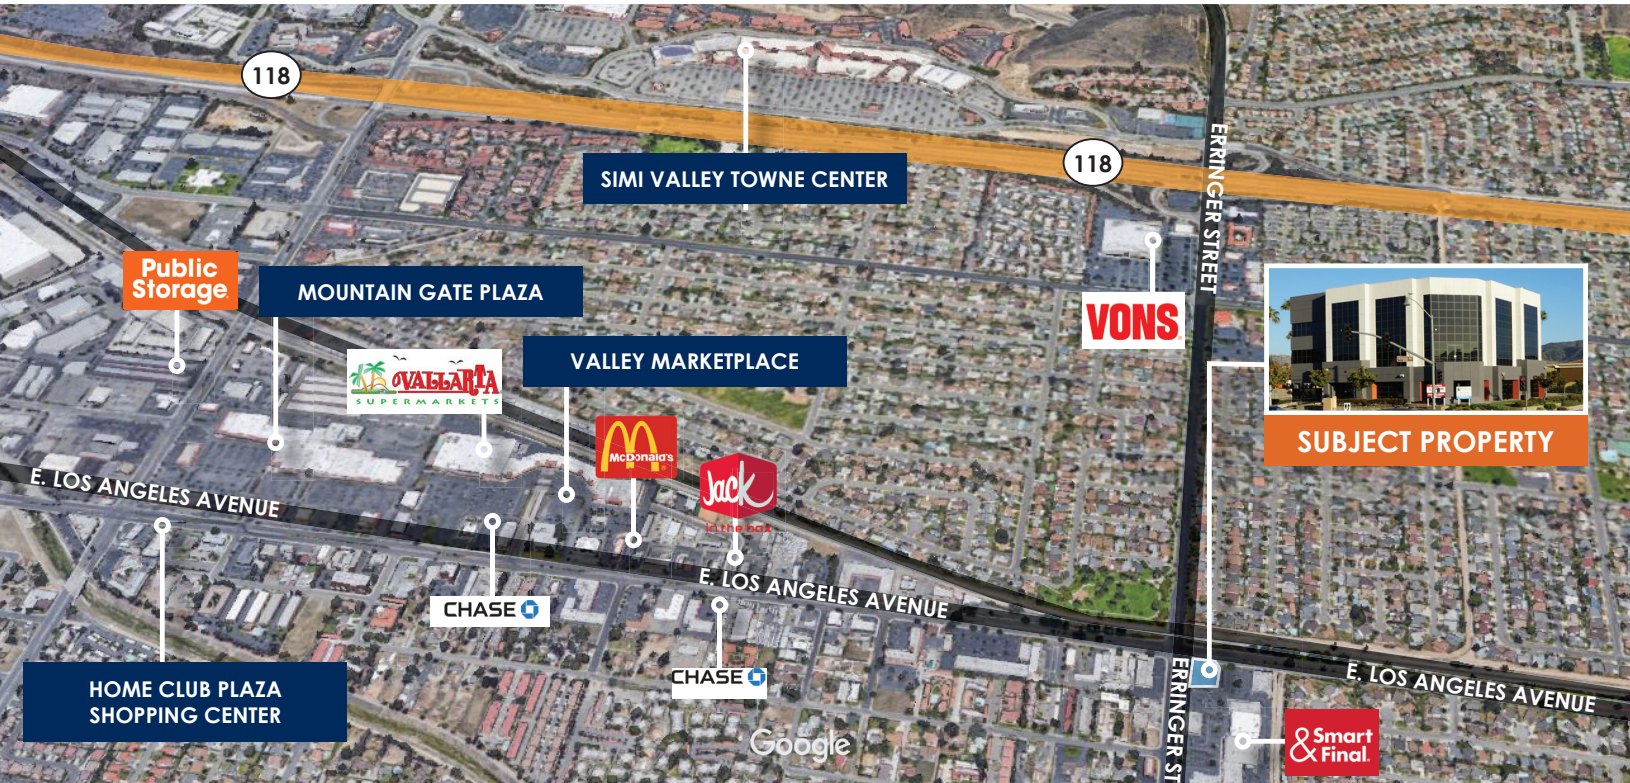 118
SIMI VALLEY TOWNE CENTER
118
ERRINGER STREET
Public
Storage
MOUNTAIN GATE PLAZA
VONS
VALLARTA
SUPERMARKETS
VALLEY MARKETPLACE
McDonald's
Jack
in the box
SUBJECT PROPERTY
E. LOS ANGELES AVENUE
E. LOS ANGELES AVENUE
CHASE
CHASE
HOME CLUB PLAZA
SHOPPING CENTER
E. LOS ANGELES AVENUE
ERRINGER ST
Smart
& Final.
Google